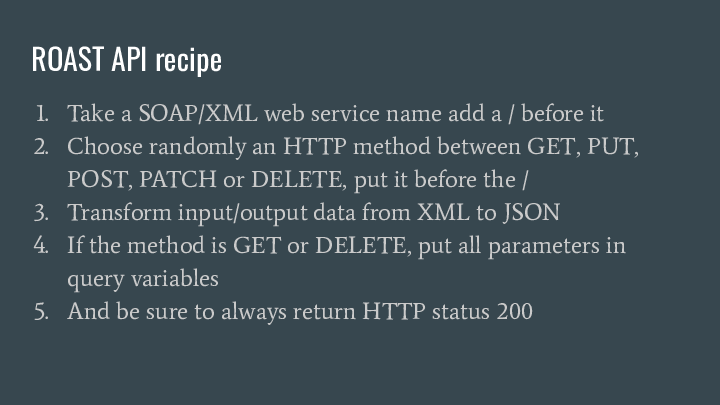 ROAST API recipe
1. Take a SOAP/XML web service name add a / before it
2. Choose randomly an HTTP method between GET, PUT,
POST, PATCH or DELETE, put it before the /
3. Transform input/output data from XML to JSON
4. If the method is GET or DELETE, put all parameters in
query variables
5. And be sure to always return HTTP status 200